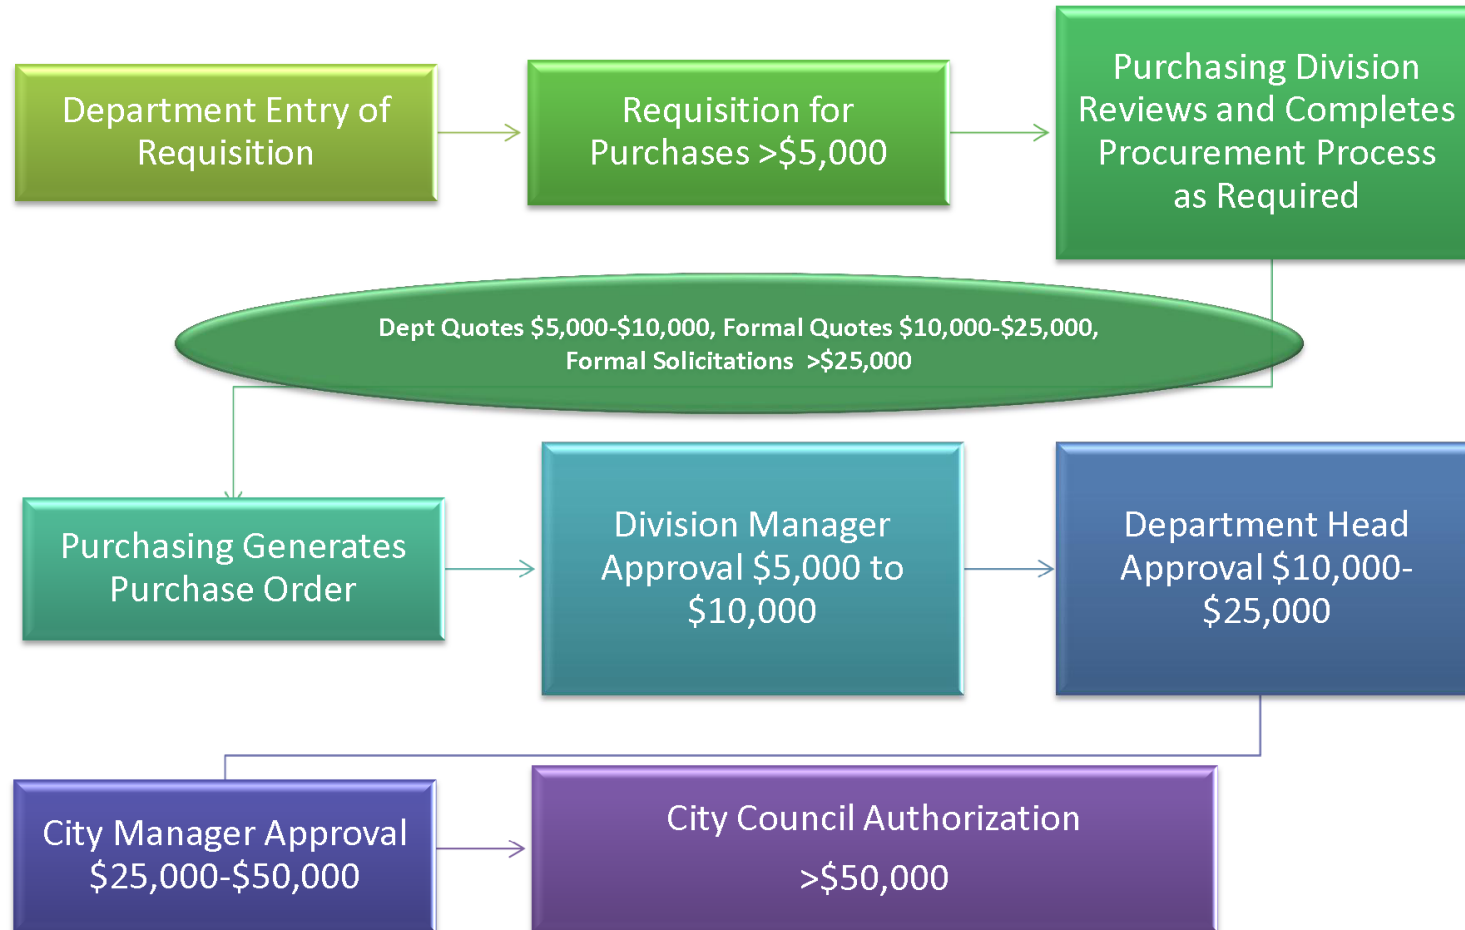 Department Entry of
Requisition
Requisition for
Purchases >$5,000
Purchasing Division
Reviews and Completes
Procurement Process
as Required
Dept Quotes $5,000-$10,000, Formal Quotes $10,000-$25,000,
Formal Solicitations >$25,000
Purchasing Generates
Purchase Order
Division Manager
Approval $5,000 to
$10,000
Department Head
Approval $10,000-
$25,000
City Manager Approval
$25,000-$50,000
City Council Authorization
>$50,000